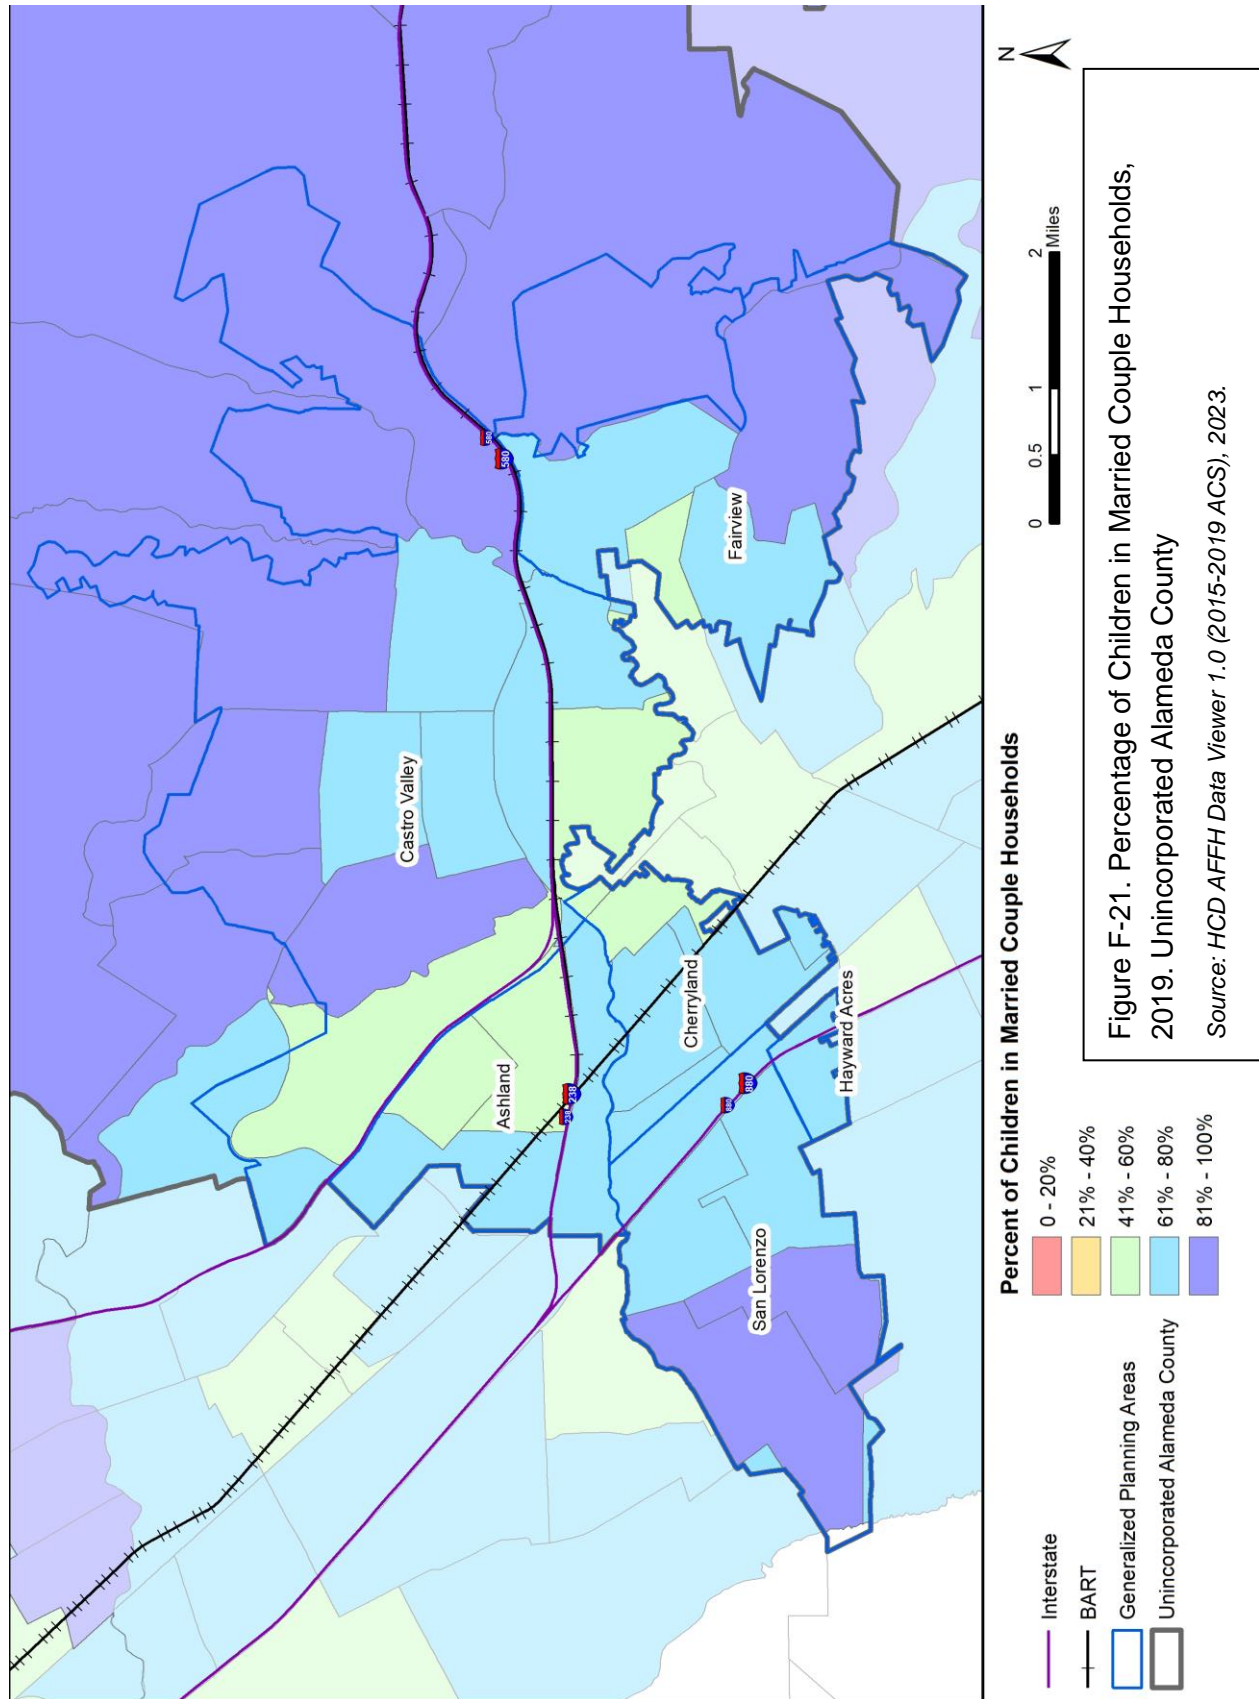 Castro Valley
Ashland
Cherryland
Fairview
Hayward Acres
San Lorenzo
580
580
238
238
880
880
N
0 0.5 1 2
Miles
Percent of Children in Married Couple Households
Interstate
BART
Generalized Planning Areas
Unincorporated Alameda County
0 - 20%
21% - 40%
41% - 60%
61% - 80%
81% - 100%
Figure F-21. Percentage of Children in Married Couple Households,
2019. Unincorporated Alameda County
Source: HCD AFFH Data Viewer 1.0 (2015-2019 ACS), 2023.